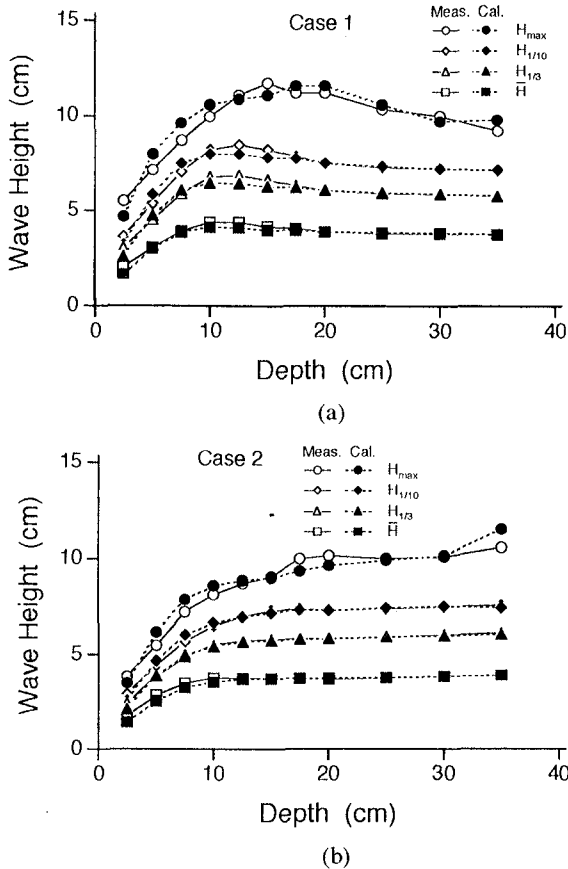 Case 1
Meas. Cal.
Hmax
H1/10
H1/3
H̄
15
10
5
0
Wave Height (cm)
0 10 20 30 40
Depth (cm)
(a)
Case 2
Meas. Cal.
Hmax
H1/10
H1/3
H̄
15
10
5
0
Wave Height (cm)
0 10 20 30 40
Depth (cm)
(b)